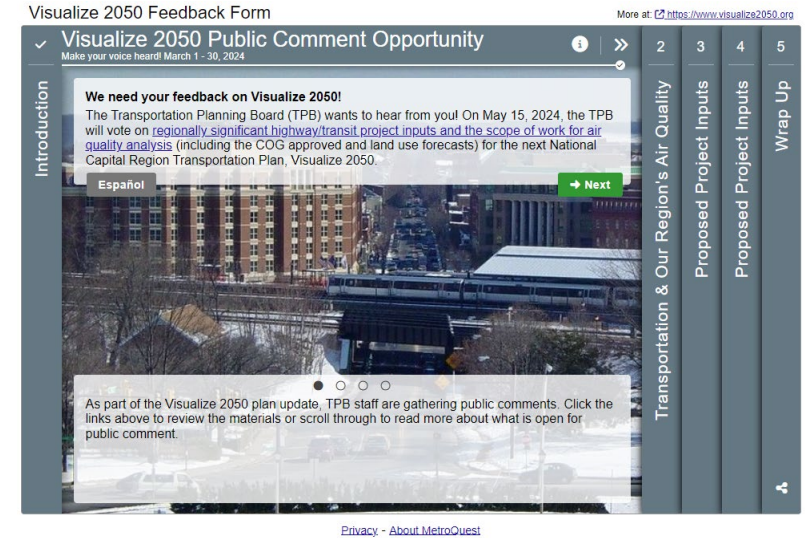 Visualize 2050 Feedback Form
More at: https://www.visualize2050.org
Visualize 2050 Public Comment Opportunity
Make your voice heard! March 1 - 30, 2024
Introduction
We need your feedback on Visualize 2050!
The Transportation Planning Board (TPB) wants to hear from you! On May 15, 2024, the TPB
will vote on regionally significant highway/transit project inputs and the scope of work for air
quality analysis (including the COG approved and land use forecasts) for the next National
Capital Region Transportation Plan, Visualize 2050.
Español
Next
As part of the Visualize 2050 plan update, TPB staff are gathering public comments. Click the
links above to review the materials or scroll through to read more about what is open for
public comment.
2
Transportation & Our Region's Air Quality
3
Proposed Project Inputs
4
Proposed Project Inputs
5
Wrap Up
Privacy - About MetroQuest